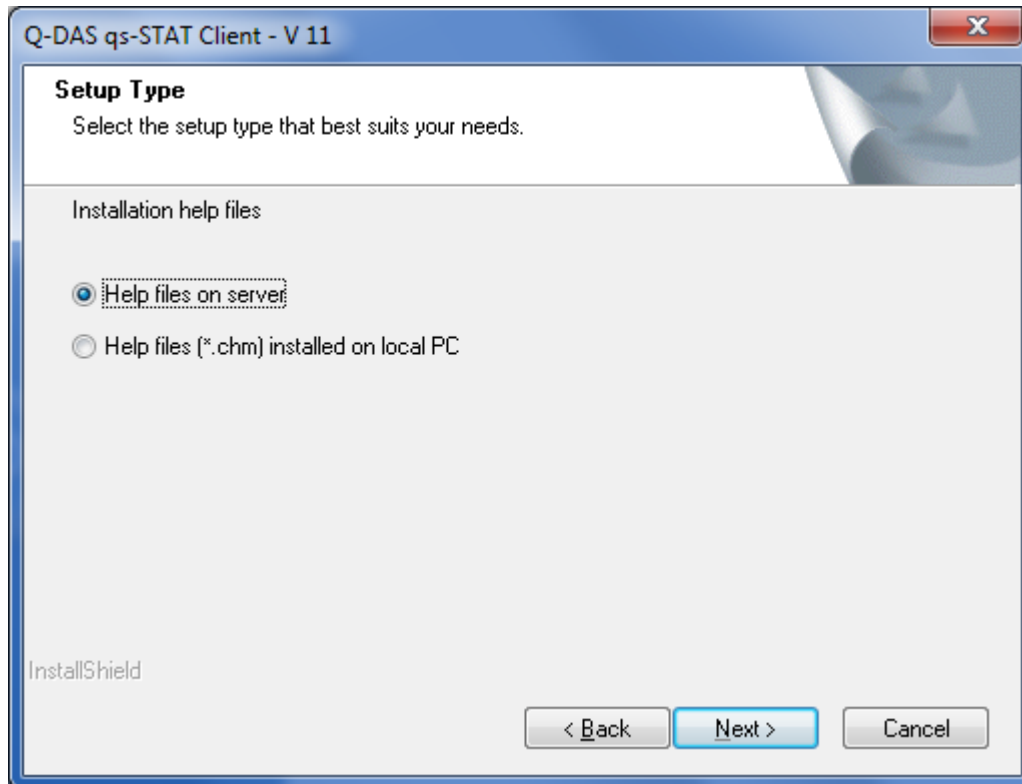 Q-DAS qs-STAT Client - V 11
Setup Type
Select the setup type that best suits your needs.
Installation help files
Help files on server
Help files (*.chm) installed on local PC
InstallShield
< Back
Next >
Cancel